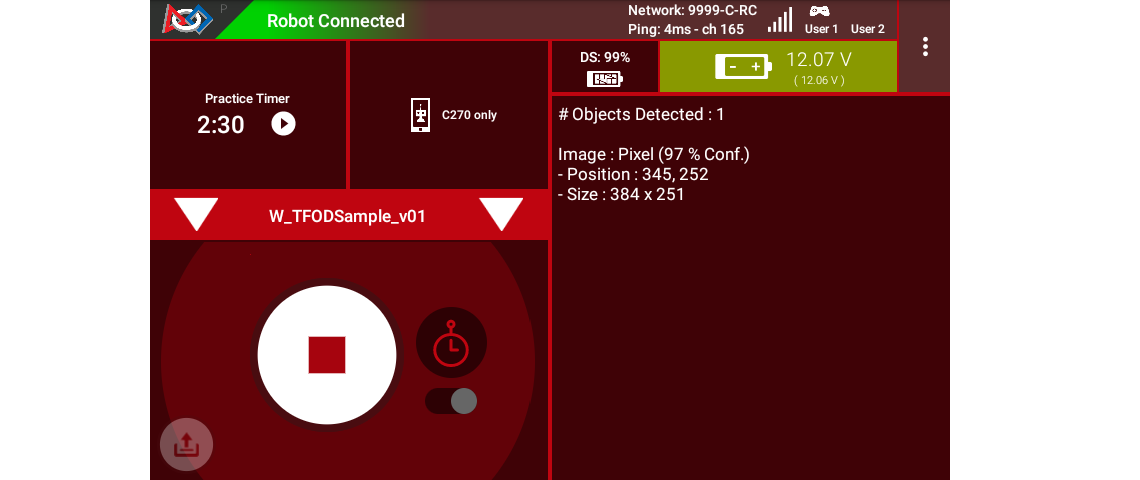 P
Robot Connected
Network: 9999-C-RC
Ping: 4ms - ch 165
User 1 User 2
Practice Timer
2:30
C270 only
DS: 99%
12.07 V
( 12.06 V )
W_TFODSample_v01
# Objects Detected : 1
Image : Pixel (97 % Conf.)
- Position : 345, 252
- Size : 384 x 251